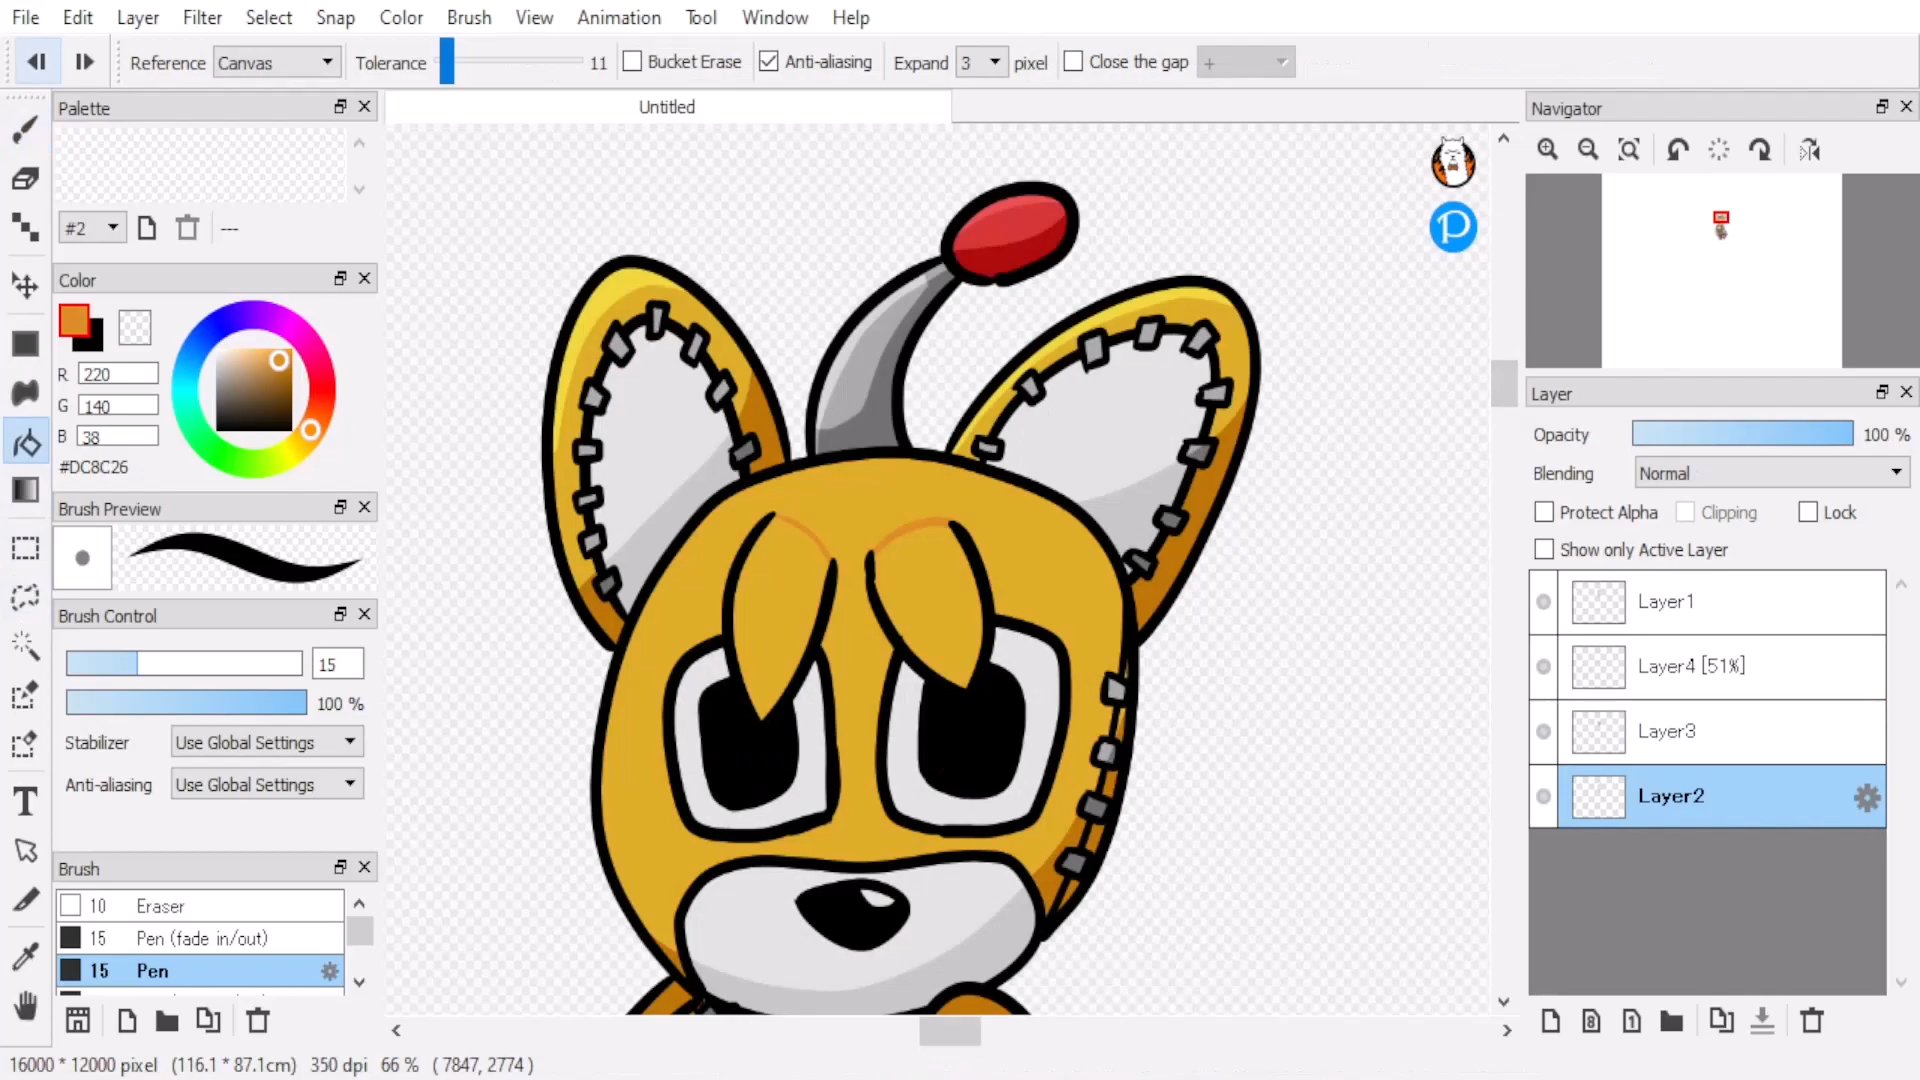 File Edit Layer Filter Select Snap Color Brush View Animation Tool Window Help
Reference Canvas Tolerance 11 Bucket Erase Anti-aliasing Expand 3 pixel Close the gap +
Palette
Untitled
Navigator
#2 ---
Color
R 220
G 140
B 38
#DC8C26
Brush Preview
Brush Control
15
100 %
Stabilizer Use Global Settings
Anti-aliasing Use Global Settings
Brush
10 Eraser
15 Pen (fade in/out)
15 Pen
P
Layer
Opacity 100 %
Blending Normal
Protect Alpha Clipping Lock
Show only Active Layer
Layer1
Layer4 [51%]
Layer3
Layer2
8 1
T
16000 * 12000 pixel (116.1 * 87.1cm) 350 dpi 66 % ( 7847, 2774 )